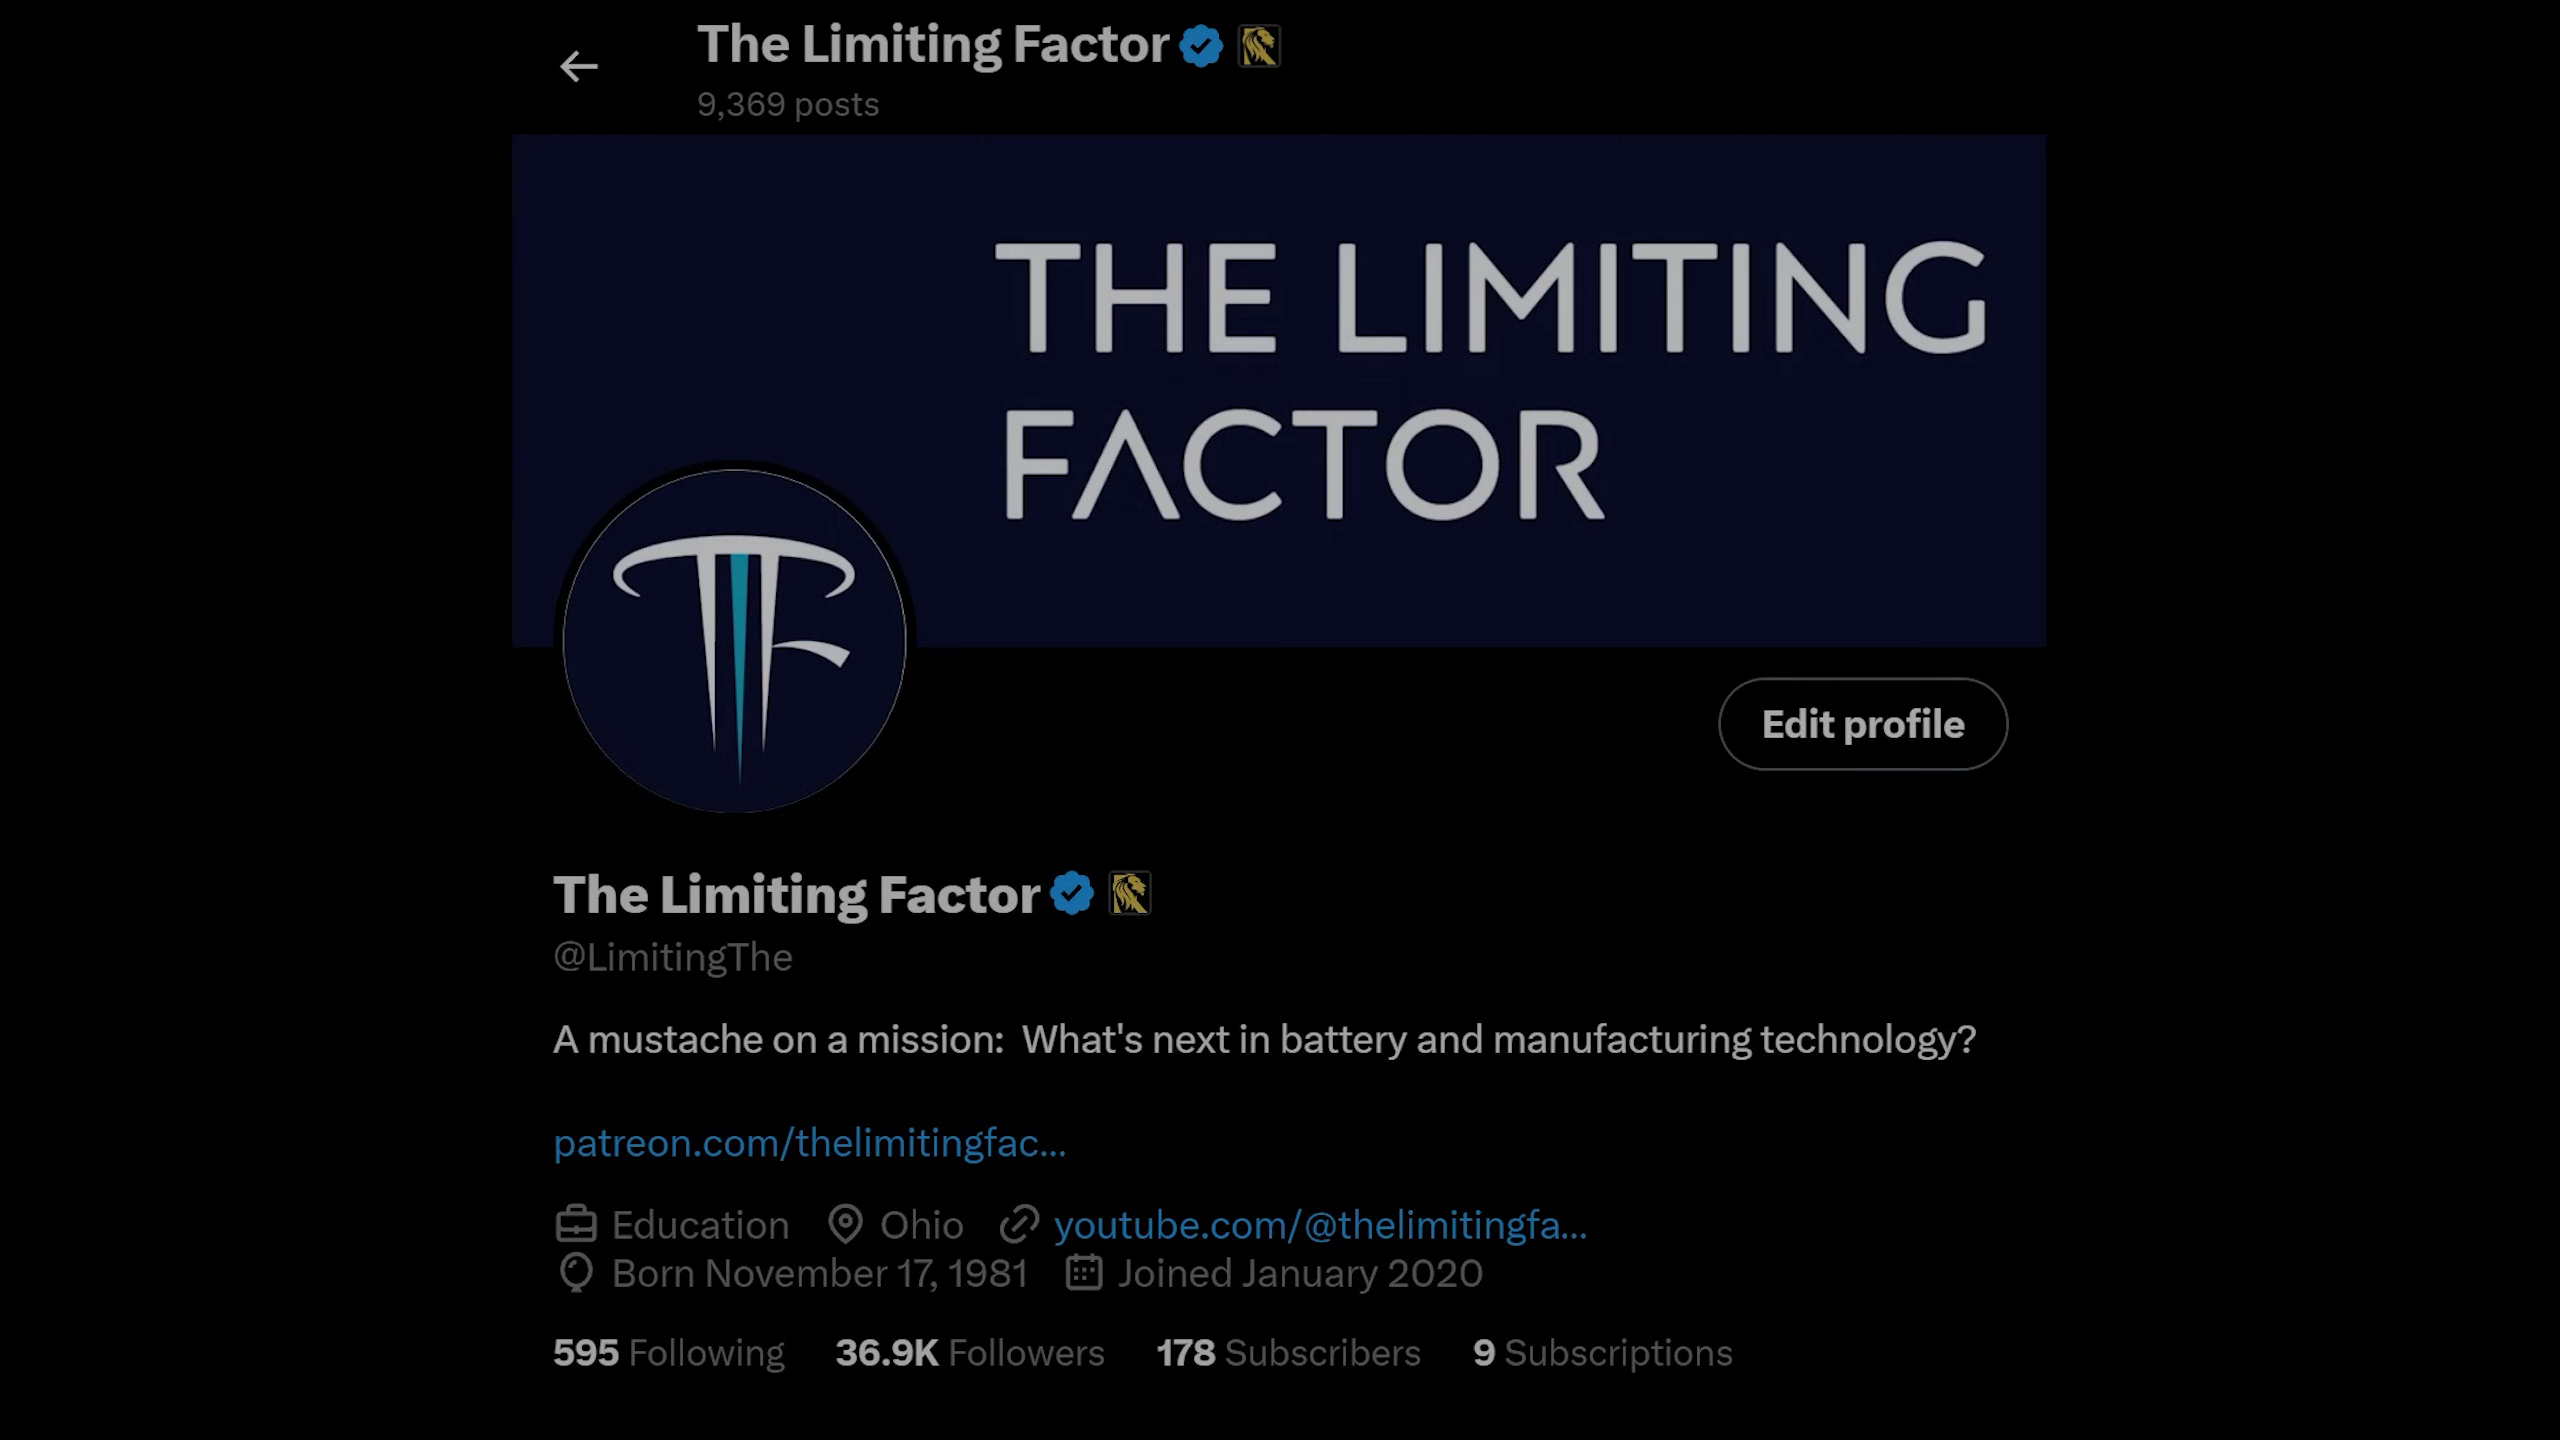 The Limiting Factor
9,369 posts
THE LIMITING
FACTOR
TF
Edit profile
The Limiting Factor
@LimitingThe
A mustache on a mission:  What's next in battery and manufacturing technology?
patreon.com/thelimitingfac...
Education Ohio youtube.com/@thelimitingfa...
Born November 17, 1981 Joined January 2020
595 Following 36.9K Followers 178 Subscribers 9 Subscriptions